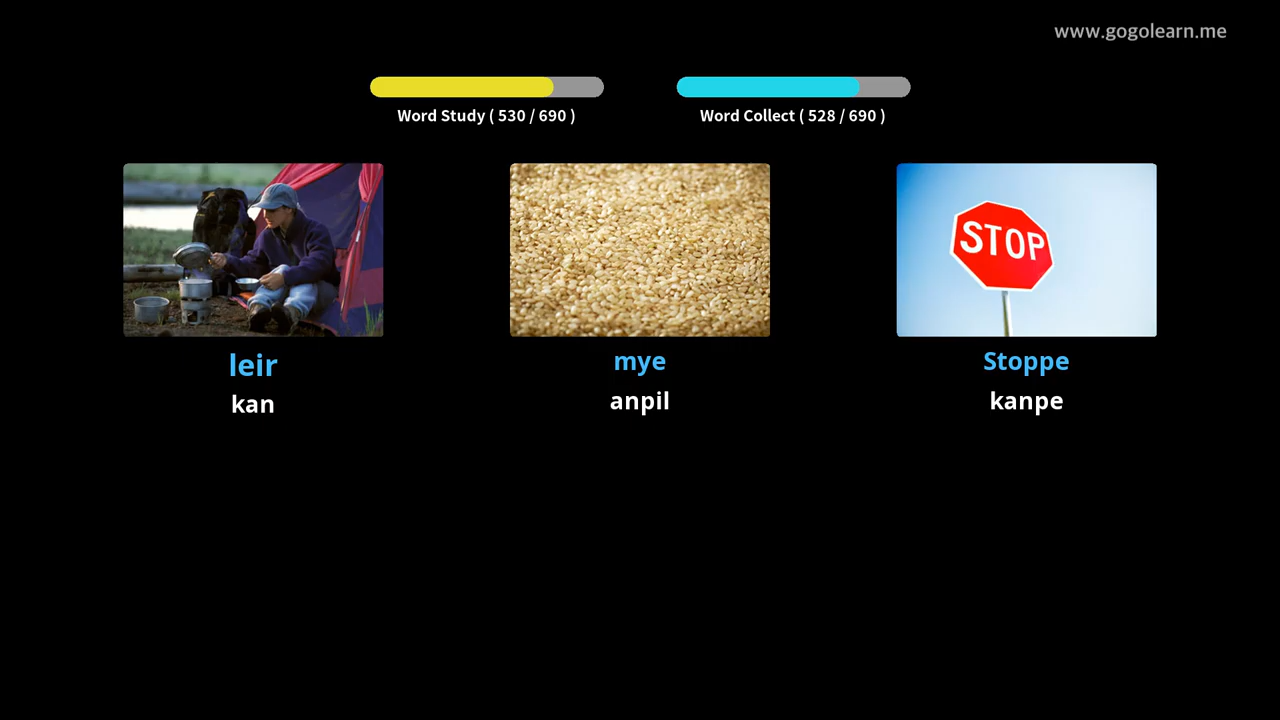 www.gogolearn.me
Word Study ( 530 / 690 )
Word Collect ( 528 / 690 )
STOP
leir
mye
Stoppe
kan
anpil
kanpe